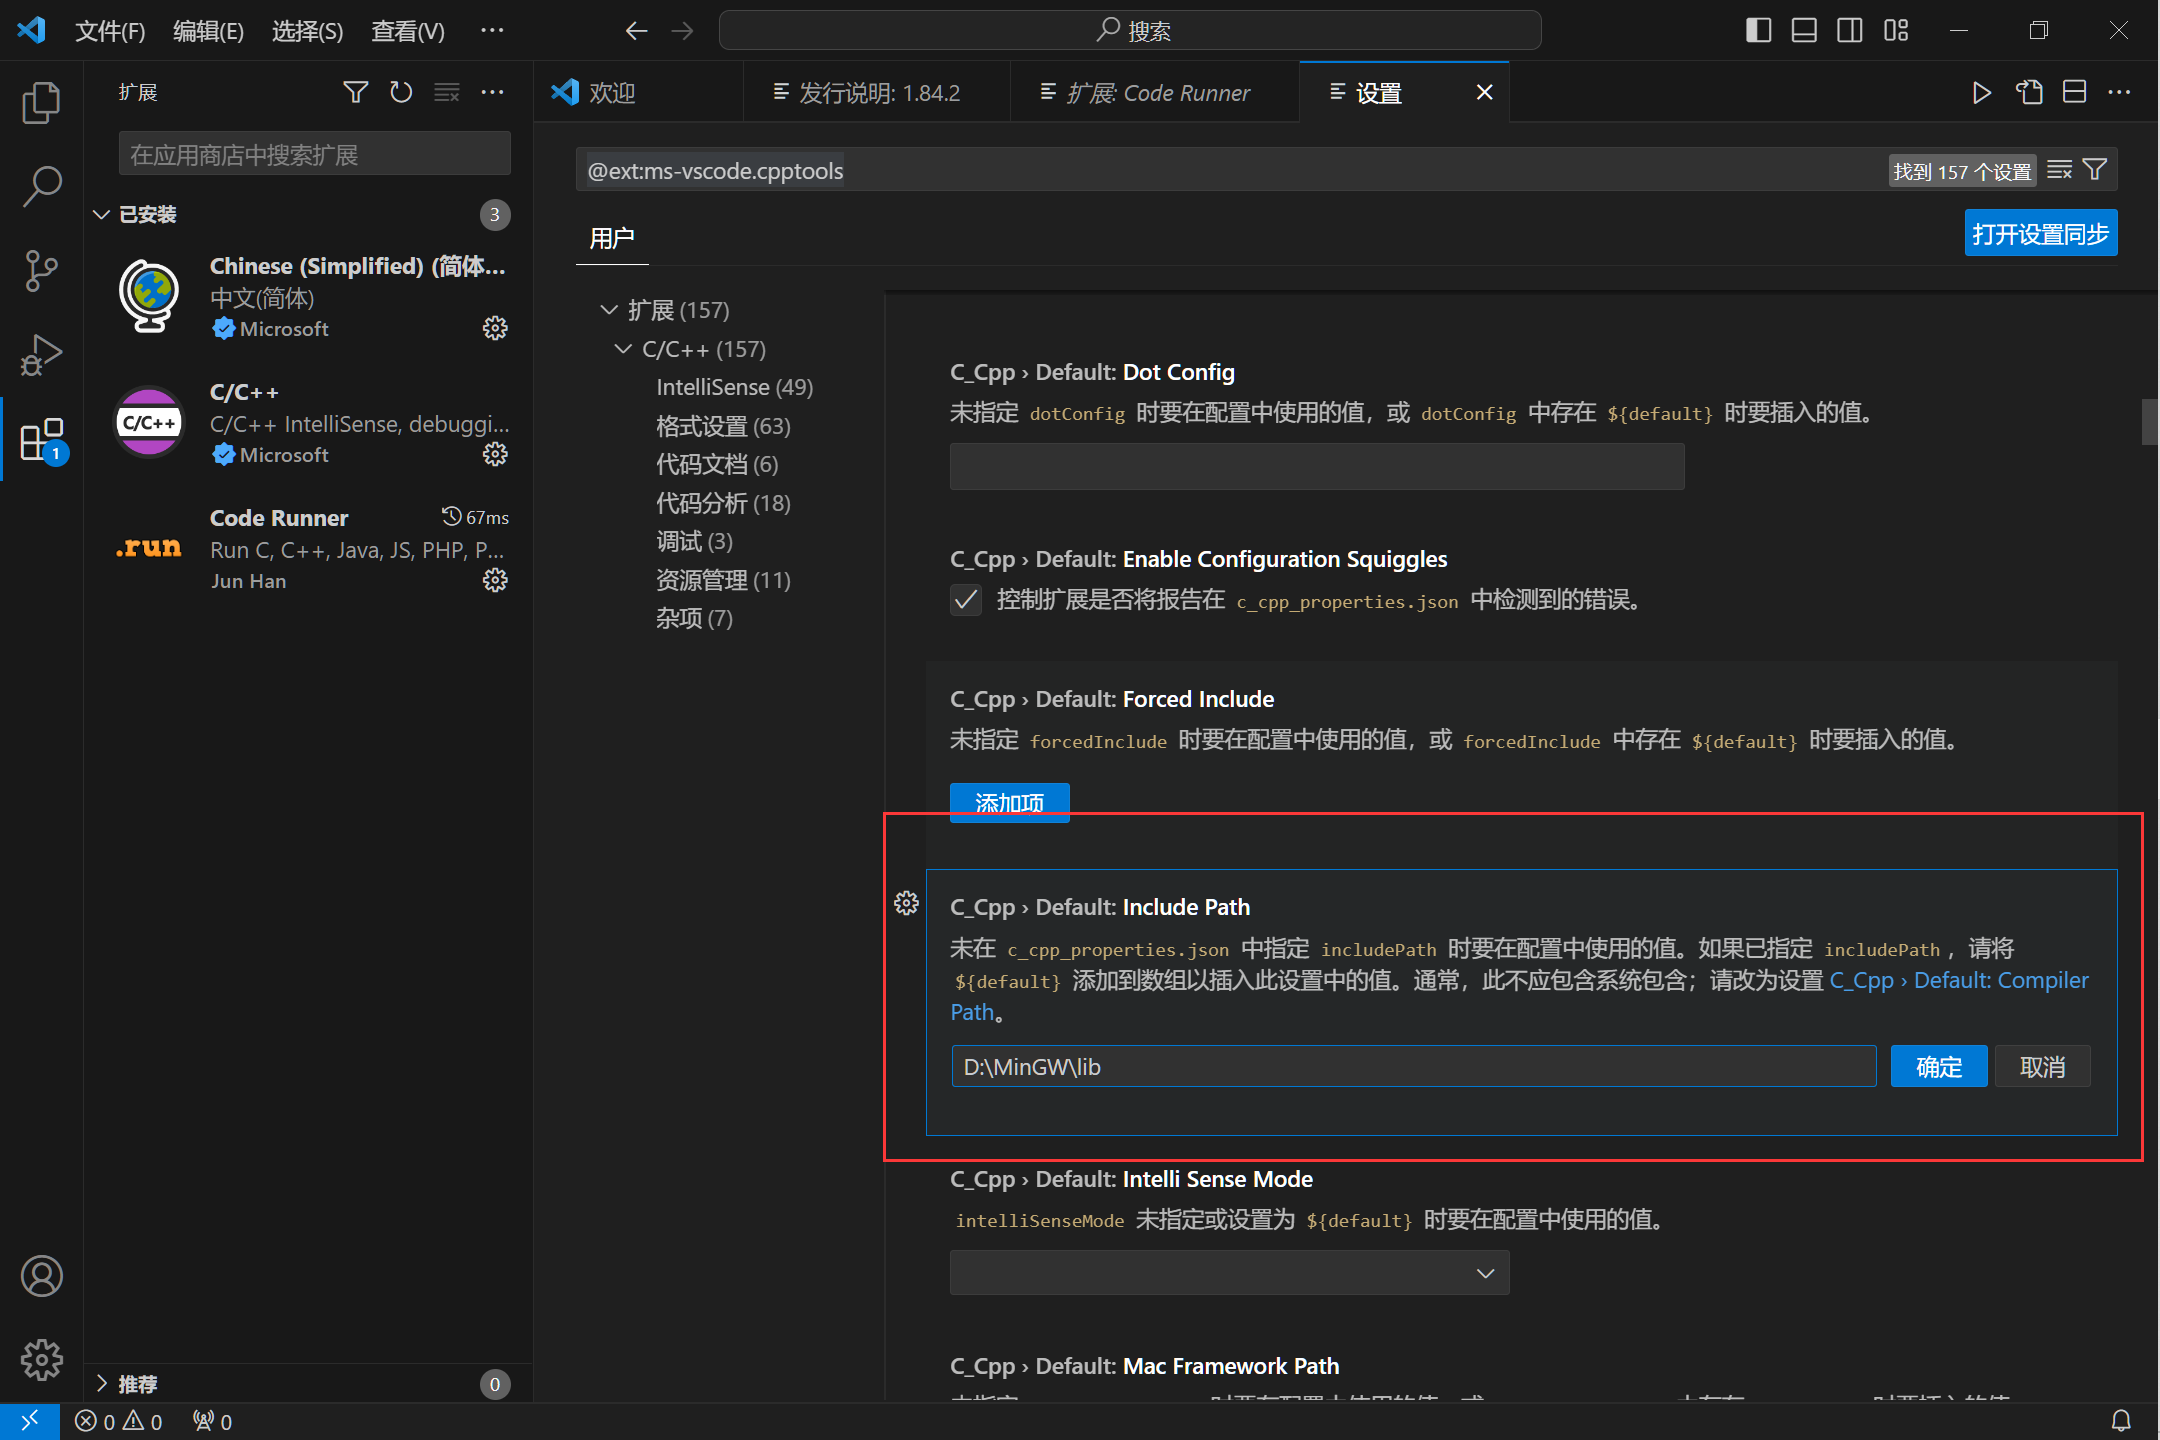 文件(F) 编辑(E) 选择(S) 查看(V) ··· 搜索
扩展
在应用商店中搜索扩展
已安装 3
Chinese (Simplified) (简体...
中文(简体)
Microsoft
C/C++
C/C++
C/C++ IntelliSense, debuggi...
Microsoft
1
Code Runner 67ms
.run
Run C, C++, Java, JS, PHP, P...
Jun Han
推荐 0
欢迎 发行说明: 1.84.2 扩展: Code Runner 设置
@ext:ms-vscode.cpptools 找到 157 个设置
用户 打开设置同步
扩展 (157)
C/C++ (157)
IntelliSense (49)
格式设置 (63)
代码文档 (6)
代码分析 (18)
调试 (3)
资源管理 (11)
杂项 (7)
C_Cpp › Default: Dot Config
未指定 dotConfig 时要在配置中使用的值，或 dotConfig 中存在 ${default} 时要插入的值。
C_Cpp › Default: Enable Configuration Squiggles
控制扩展是否将报告在 c_cpp_properties.json 中检测到的错误。
C_Cpp › Default: Forced Include
未指定 forcedInclude 时要在配置中使用的值，或 forcedInclude 中存在 ${default} 时要插入的值。
添加项
C_Cpp › Default: Include Path
未在 c_cpp_properties.json 中指定 includePath 时要在配置中使用的值。如果已指定 includePath，请将
${default} 添加到数组以插入此设置中的值。通常，此不应包含系统包含；请改为设置 C_Cpp › Default: Compiler
Path。
D:\MinGW\lib 确定 取消
C_Cpp › Default: Intelli Sense Mode
intelliSenseMode 未指定或设置为 ${default} 时要在配置中使用的值。
C_Cpp › Default: Mac Framework Path
0 0 0